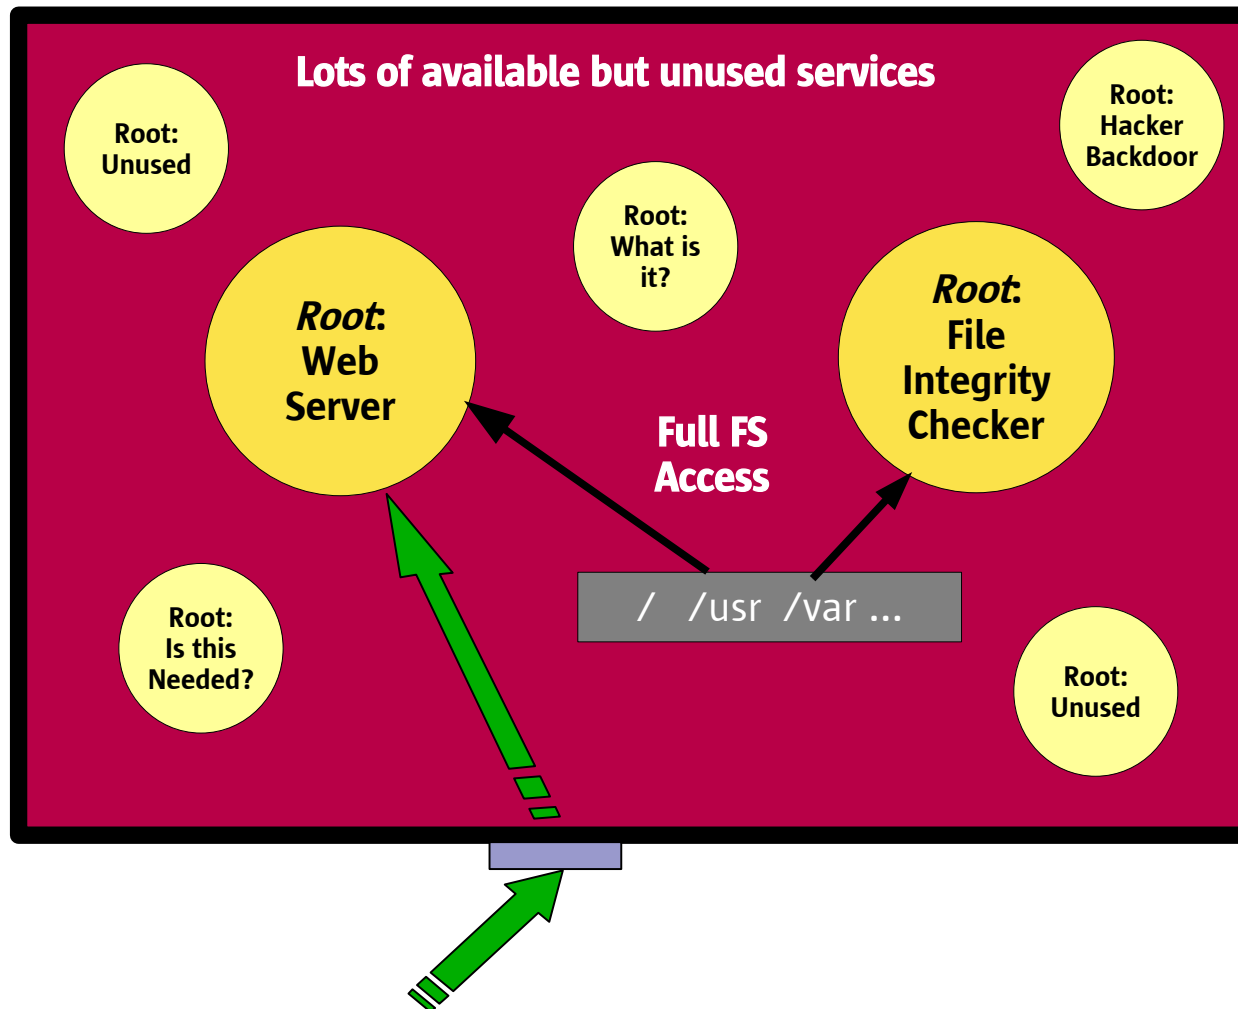 Lots of available but unused services
Root:
Unused
Root:
Hacker
Backdoor
Root:
What is
it?
Root:
Web
Server
Root:
File
Integrity
Checker
Full FS
Access
/ /usr /var ...
Root:
Is this
Needed?
Root:
Unused